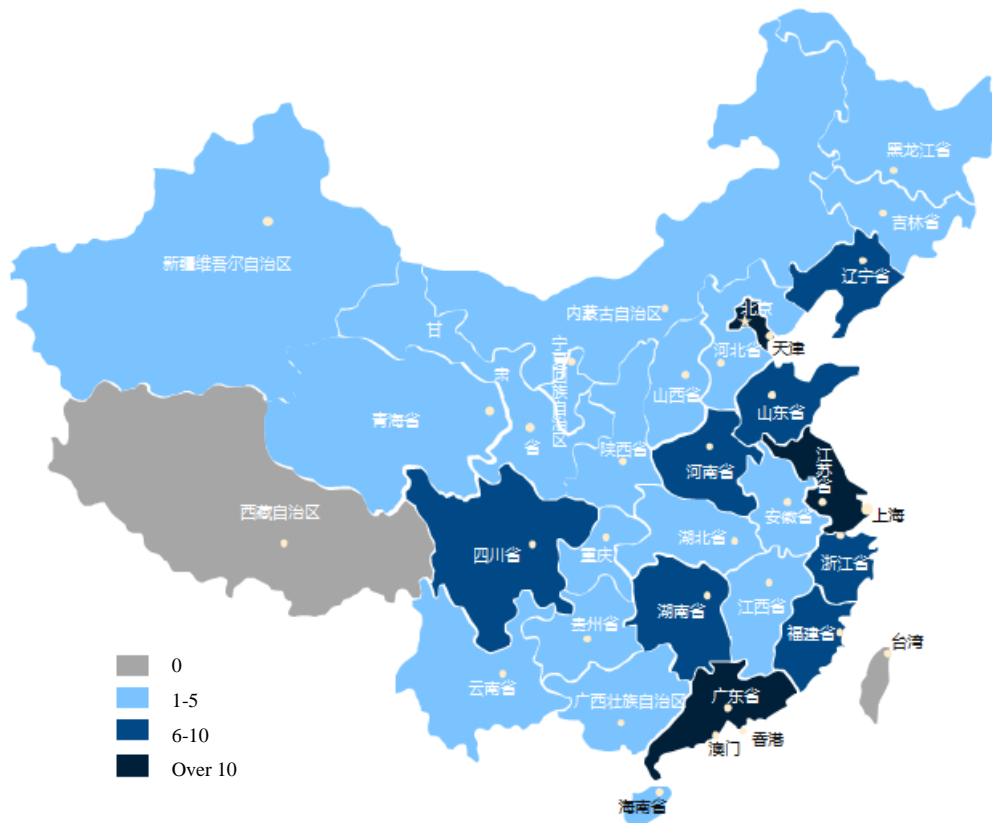 黑龙江省
吉林省
辽宁省
新疆维吾尔自治区
内蒙古自治区
北京
天津
甘
肃
省
宁夏回族自治区
河北省
山西省
青海省
陕西省
山东省
河南省
江苏省
西藏自治区
安徽省
上海
四川省
重庆
湖北省
浙江省
湖南省
江西省
贵州省
福建省
台湾
云南省
广西壮族自治区
广东省
香港
澳门
海南省
0
1-5
6-10
Over 10